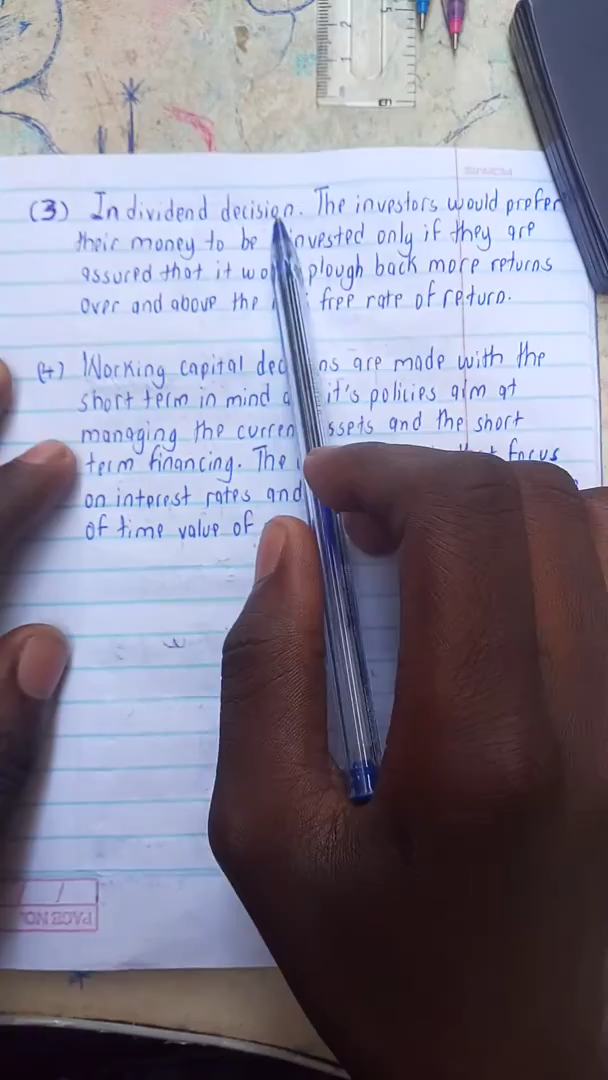 (3) In dividend decision. The investors would prefer
their money to be nvested only if they are
assured that it wo plough back more returns
over and above the free rate of return.
(4) Working capital dec ns are made with the
short term in mind it's policies aim at
managing the curren ssets and the short
term financing. The focus
on interest rates and
of time value of
PAGE NO.